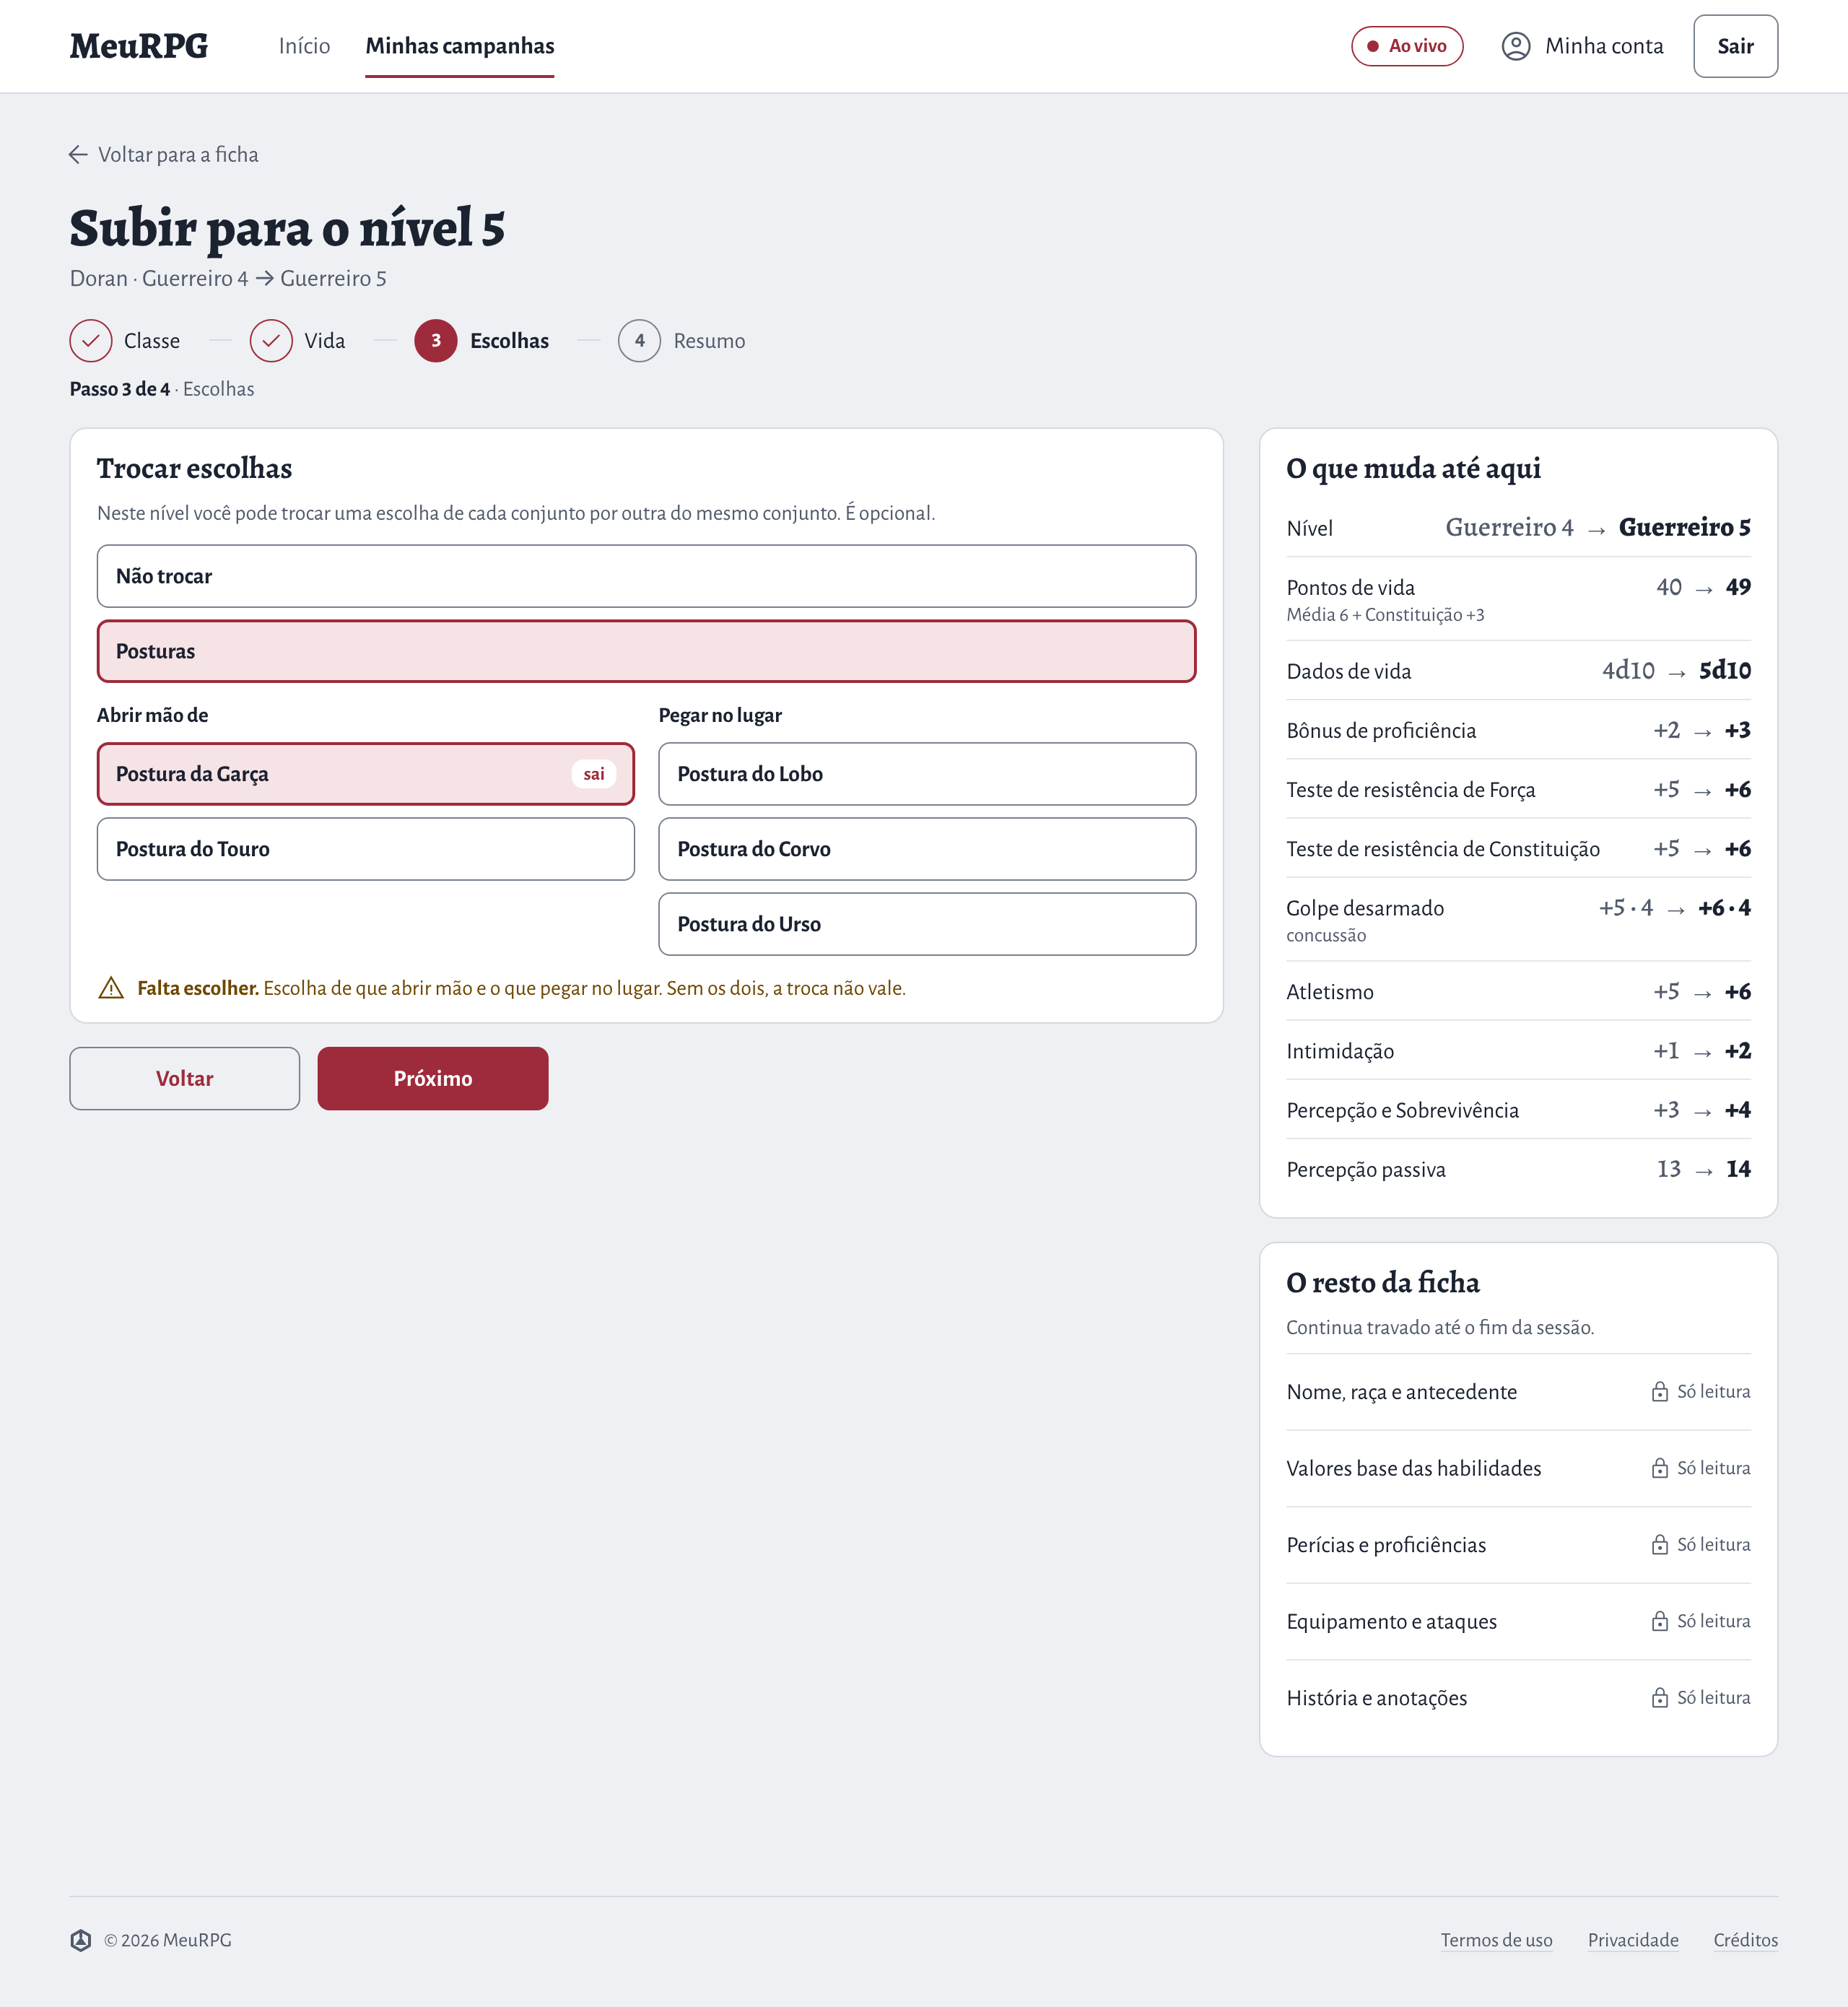 MeuRPG
Início
Minhas campanhas
Ao vivo
Minha conta
Sair
← Voltar para a ficha
Subir para o nível 5
Doran · Guerreiro 4 → Guerreiro 5
Classe
Vida
3 Escolhas
4 Resumo
Passo 3 de 4 · Escolhas
Trocar escolhas
Neste nível você pode trocar uma escolha de cada conjunto por outra do mesmo conjunto. É opcional.
Não trocar
Posturas
Abrir mão de
Postura da Garça sai
Postura do Touro
Pegar no lugar
Postura do Lobo
Postura do Corvo
Postura do Urso
Falta escolher. Escolha de que abrir mão e o que pegar no lugar. Sem os dois, a troca não vale.
Voltar
Próximo
O que muda até aqui
Nível Guerreiro 4 → Guerreiro 5
Pontos de vida 40 → 49
Média 6 + Constituição +3
Dados de vida 4d10 → 5d10
Bônus de proficiência +2 → +3
Teste de resistência de Força +5 → +6
Teste de resistência de Constituição +5 → +6
Golpe desarmado +5 · 4 → +6 · 4
concussão
Atletismo +5 → +6
Intimidação +1 → +2
Percepção e Sobrevivência +3 → +4
Percepção passiva 13 → 14
O resto da ficha
Continua travado até o fim da sessão.
Nome, raça e antecedente Só leitura
Valores base das habilidades Só leitura
Perícias e proficiências Só leitura
Equipamento e ataques Só leitura
História e anotações Só leitura
© 2026 MeuRPG
Termos de uso
Privacidade
Créditos